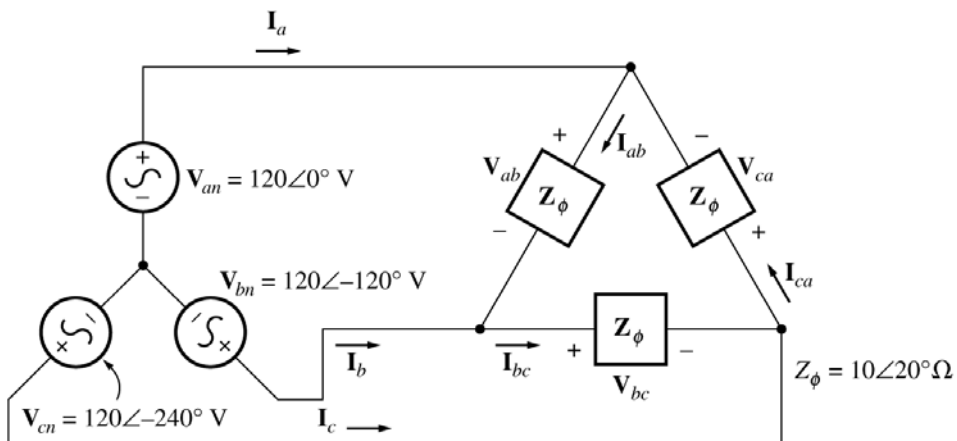 I_a
+
−
V_an = 120∠0° V
+
−
V_ab
I_ab
Z_ϕ
−
+
V_ca
Z_ϕ
I_ca
V_bn = 120∠–120° V
−
+
−
+
V_cn = 120∠–240° V
I_b
I_c
I_bc
+
−
Z_ϕ
V_bc
Z_ϕ = 10∠20°Ω